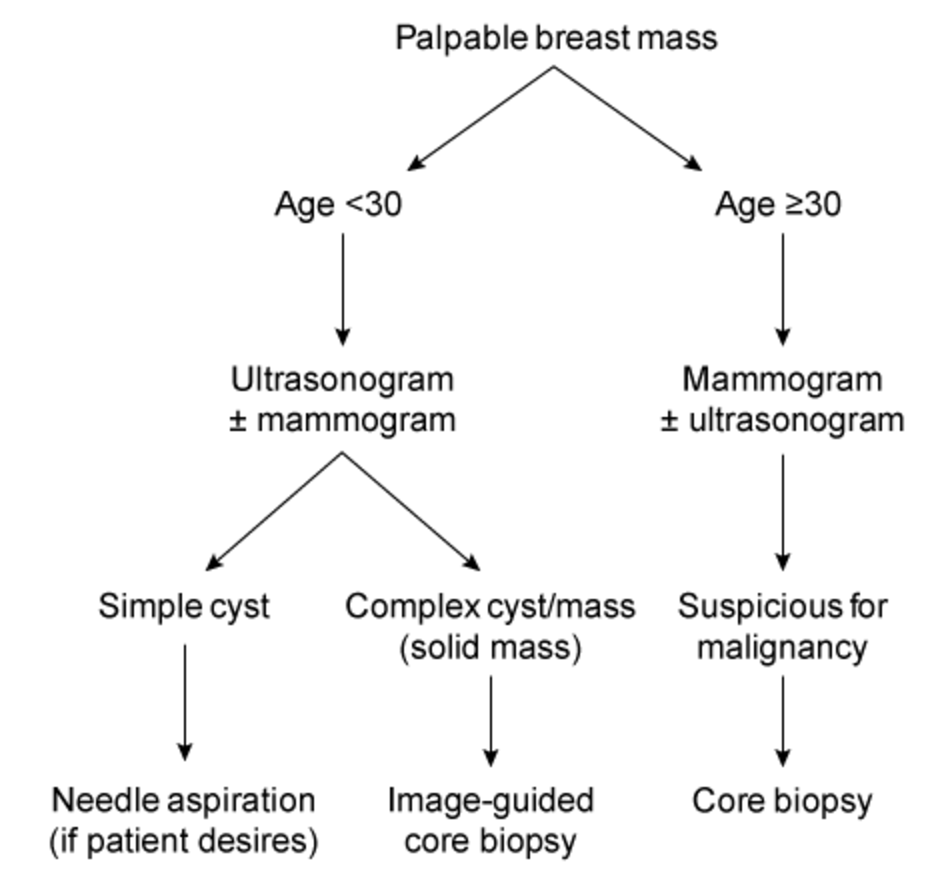 Palpable breast mass
Age <30
Age ≥30
Ultrasonogram
± mammogram
Mammogram
± ultrasonogram
Simple cyst
Complex cyst/mass
(solid mass)
Suspicious for
malignancy
Needle aspiration
(if patient desires)
Image-guided
core biopsy
Core biopsy